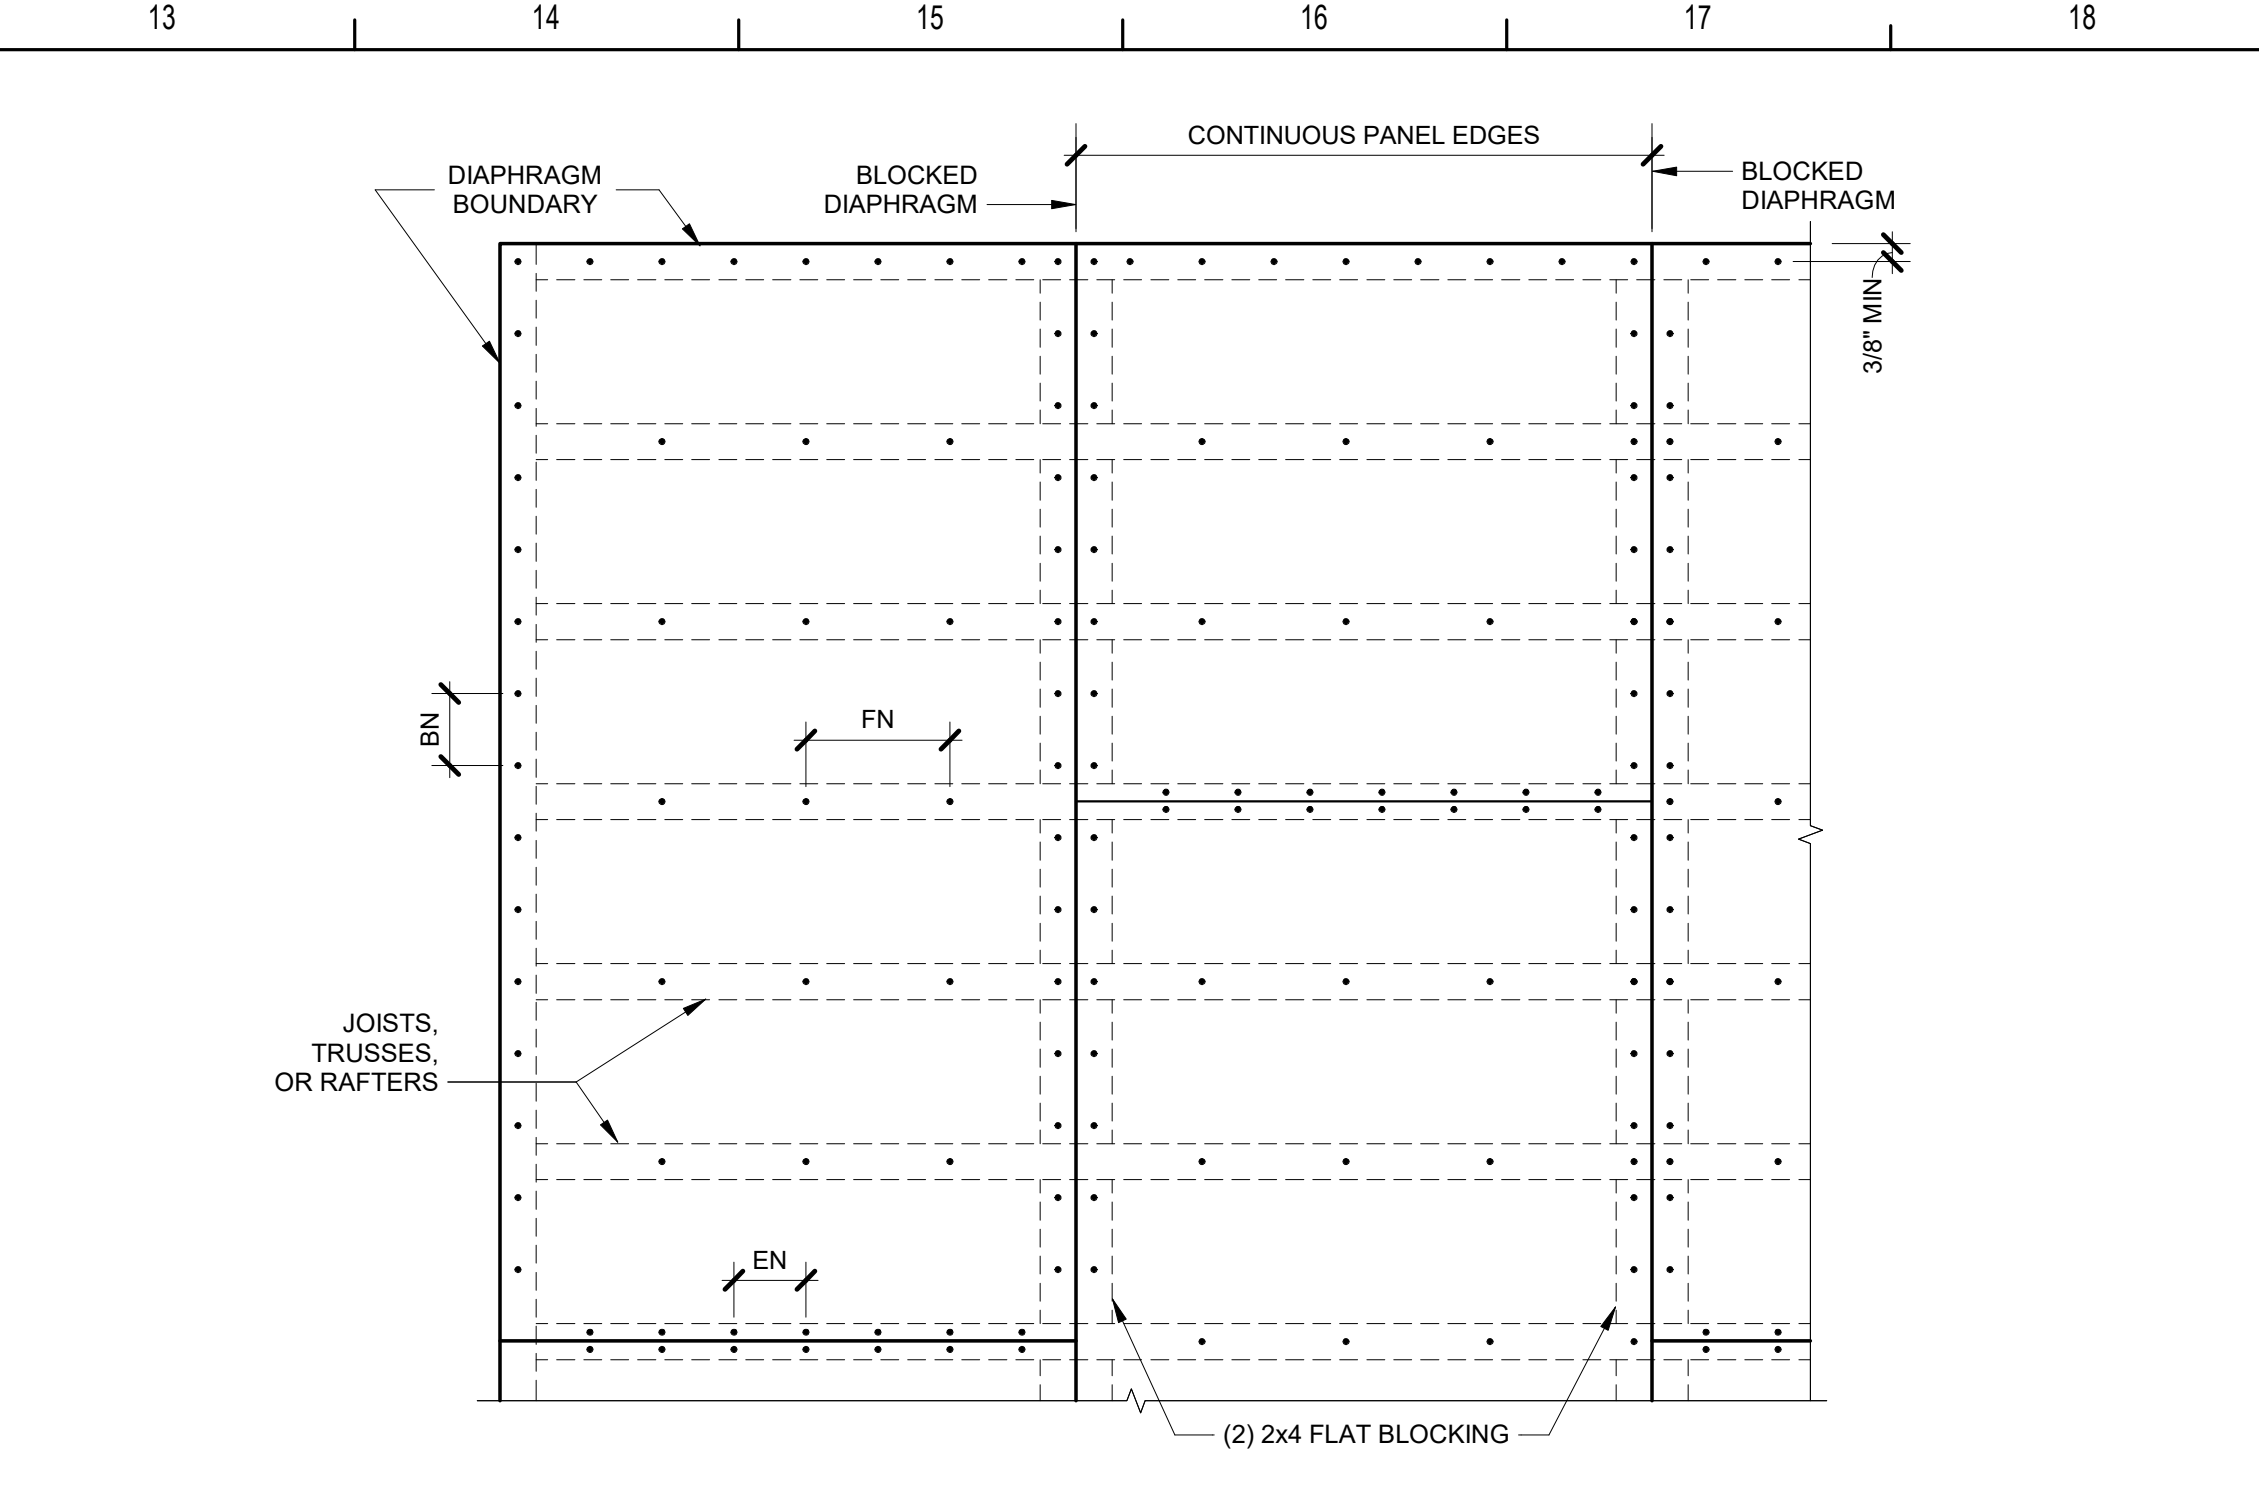 13 14 15 16 17 18
CONTINUOUS PANEL EDGES
DIAPHRAGM
BOUNDARY
BLOCKED
DIAPHRAGM
BLOCKED
DIAPHRAGM
3/8" MIN
BN
FN
JOISTS,
TRUSSES,
OR RAFTERS
EN
(2) 2x4 FLAT BLOCKING